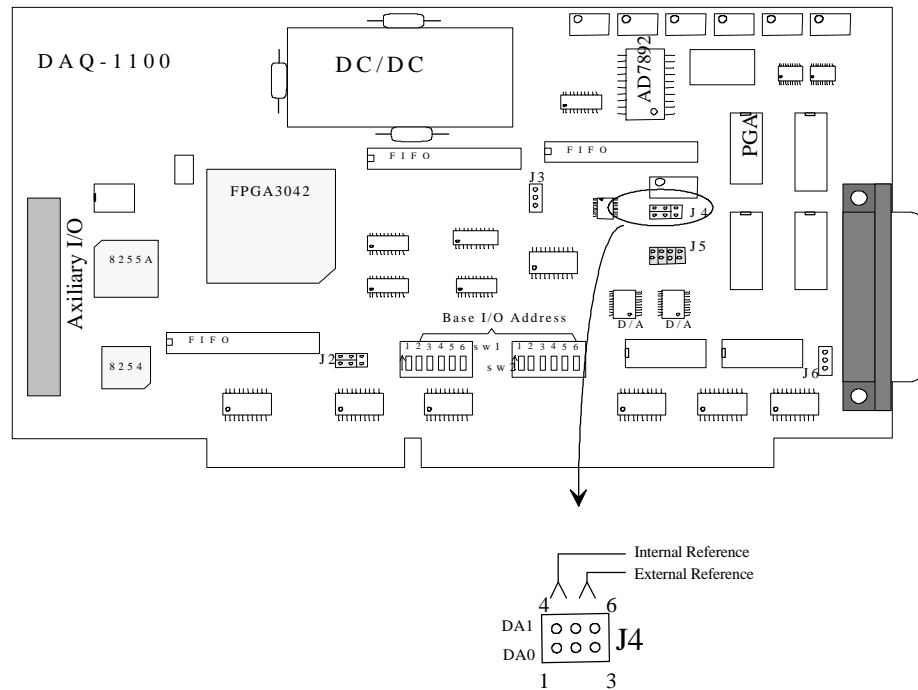 DAQ-1100
DC/DC
AD7892
PGA
FIFO
FIFO
J3
FPGA3042
J4
J5
Axiliary I/O
8255A
D/A D/A
Base I/O Address
1 2 3 4 5 6 sw1 1 2 3 4 5 6
sw2
FIFO
J2
J6
8254
Internal Reference
External Reference
4 6
DA1
DA0
J4
1 3